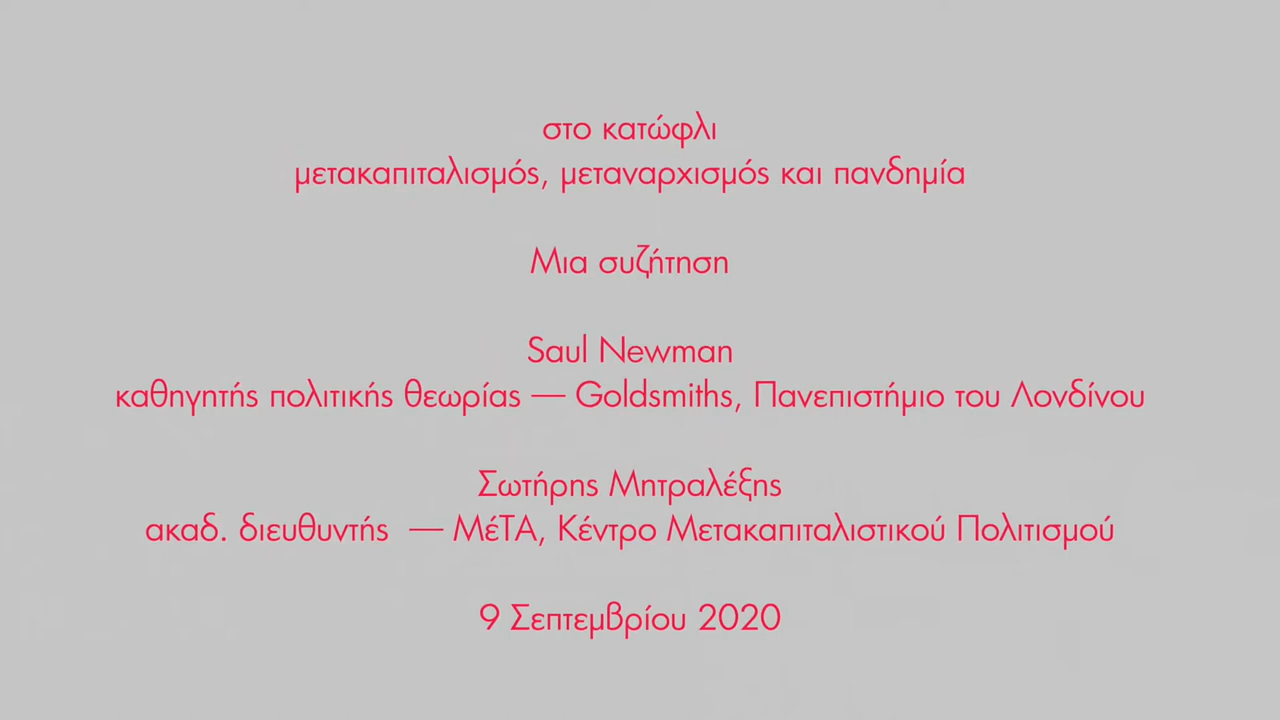 στο κατώφλι
μετακαπιταλισμός, μεταναρχισμός και πανδημία
Μια συζήτηση
Saul Newman
καθηγητής πολιτικής θεωρίας — Goldsmiths, Πανεπιστήμιο του Λονδίνου
Σωτήρης Μητραλέξης
ακαδ. διευθυντής — ΜέΤΑ, Κέντρο Μετακαπιταλιστικού Πολιτισμού
9 Σεπτεμβρίου 2020